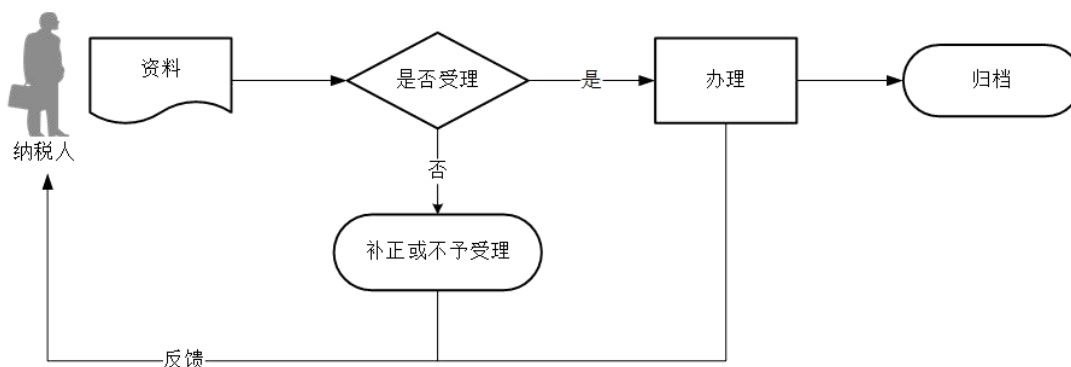 资料
是否受理
是
办理
归档
纳税人
否
补正或不予受理
反馈